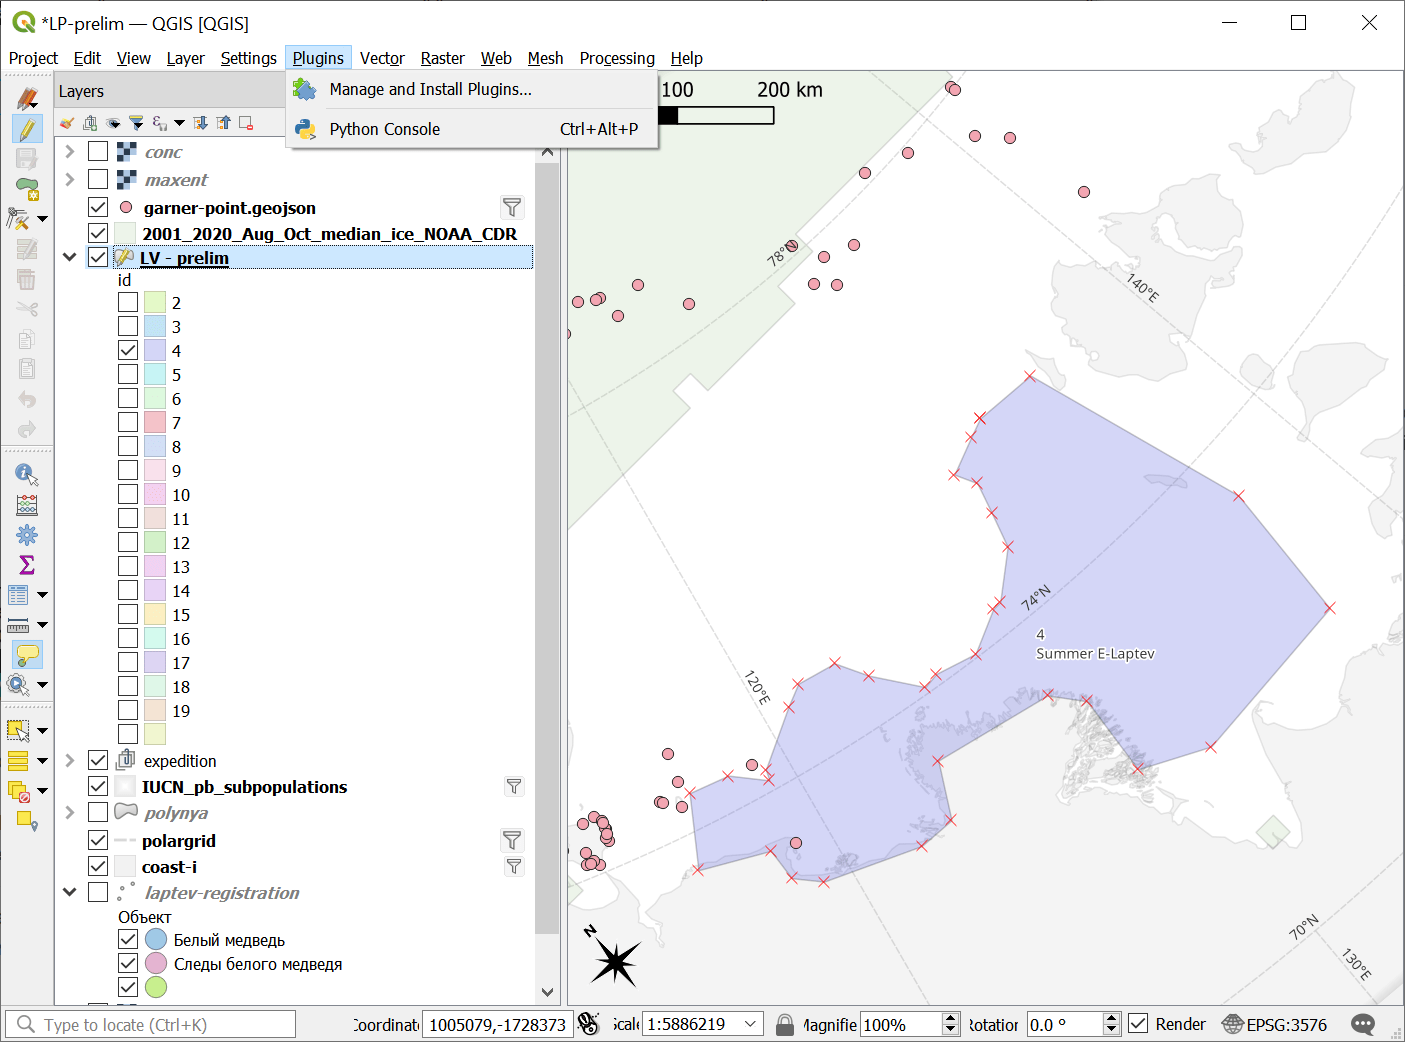 *LP-prelim — QGIS [QGIS]
Project Edit View Layer Settings Plugins Vector Raster Web Mesh Processing Help
Layers
Manage and Install Plugins...
Python Console Ctrl+Alt+P
100 200 km
conc
maxent
garner-point.geojson
2001_2020_Aug_Oct_median_ice_NOAA_CDR
LV - prelim
id
2
3
4
5
6
7
8
9
10
11
12
13
14
15
16
17
18
19
expedition
IUCN_pb_subpopulations
polynya
polargrid
coast-i
laptev-registration
Объект
Белый медведь
Следы белого медведя
78°N
140°E
74°N
4
Summer E-Laptev
120°E
70°N
130°E
N
Type to locate (Ctrl+K)
Coordinat 1005079,-1728373
Scale 1:5886219
Magnifie 100%
Rotation 0.0 °
Render
EPSG:3576